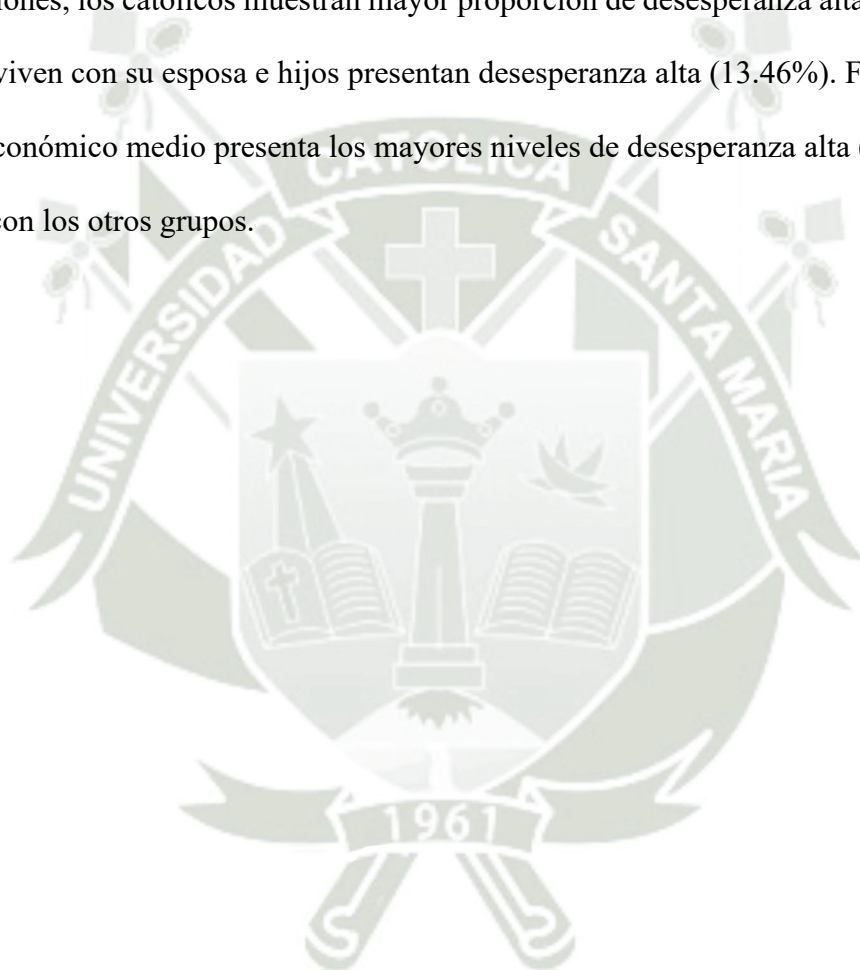 iones, los católicos muestran mayor proporción de desesperanza alta
viven con su esposa e hijos presentan desesperanza alta (13.46%). F
conómico medio presenta los mayores niveles de desesperanza alta (
con los otros grupos.
UNIVERSIDAD CATOLICA SANTA MARIA
1961